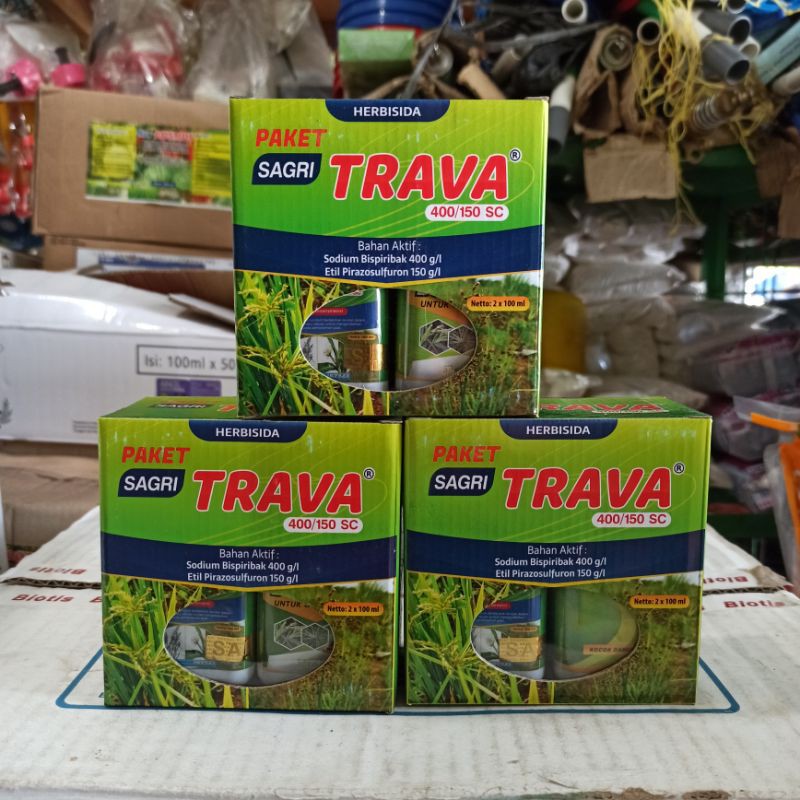 HERBISIDA
PAKET
SAGRI TRAVA®
400/150 SC
Bahan Aktif :
Sodium Bispiribak 400 g/l
Etil Pirazosulfuron 150 g/l
UNTUK
Netto: 2 x 100 ml
Isi: 100ml x 50
HERBISIDA
PAKET
SAGRI TRAVA®
400/150 SC
Bahan Aktif :
Sodium Bispiribak 400 g/l
Etil Pirazosulfuron 150 g/l
UNTUK
Netto: 2 x 100 ml
SA
HERBISIDA
PAKET
SAGRI TRAVA®
400/150 SC
Bahan Aktif :
Sodium Bispiribak 400 g/l
Etil Pirazosulfuron 150 g/l
Netto: 2 x 100 ml
SA
KOCOK
Biotis
Biotis